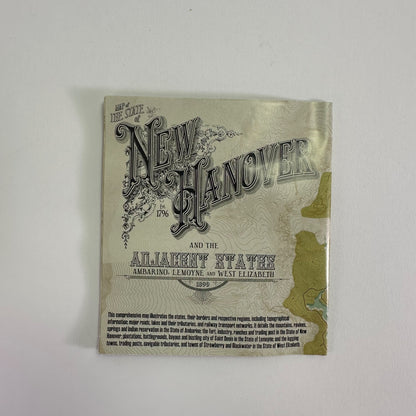 MAP of
THE STATE
of
NEW
HANOVER
Est.
1796
AND THE
ADJACENT STATES
AMBARINO, LEMOYNE AND WEST ELIZABETH
1899
This comprehensive map illustrates the states, their borders and respective regions, including topographical
information; major roads; lakes and their tributaries; and railway transport networks. It details the mountains, ravines,
springs and Indian reservation in the State of Ambarino; the fort, industry, ranches and trading post in the State of New
Hanover; plantations, battlegrounds, bayous and bustling city of Saint Denis in the State of Lemoyne; and the logging
towns, trading posts, navigable tributaries, and towns of Strawberry and Blackwater in the State of West Elizabeth.